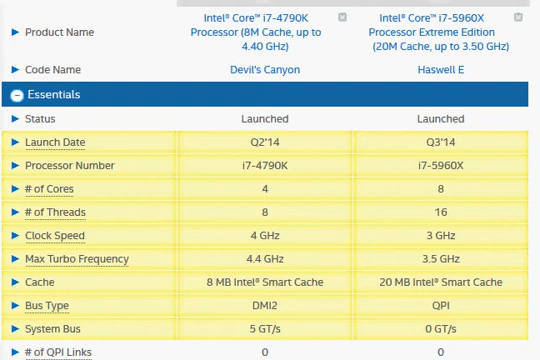 Product Name
Intel® Core™ i7-4790K Processor (8M Cache, up to 4.40 GHz)
Intel® Core™ i7-5960X Processor Extreme Edition (20M Cache, up to 3.50 GHz)
Code Name Devil's Canyon Haswell E
Essentials
Status Launched Launched
Launch Date Q2'14 Q3'14
Processor Number i7-4790K i7-5960X
# of Cores 4 8
# of Threads 8 16
Clock Speed 4 GHz 3 GHz
Max Turbo Frequency 4.4 GHz 3.5 GHz
Cache 8 MB Intel® Smart Cache 20 MB Intel® Smart Cache
Bus Type DMI2 QPI
System Bus 5 GT/s 0 GT/s
# of QPI Links 0 0